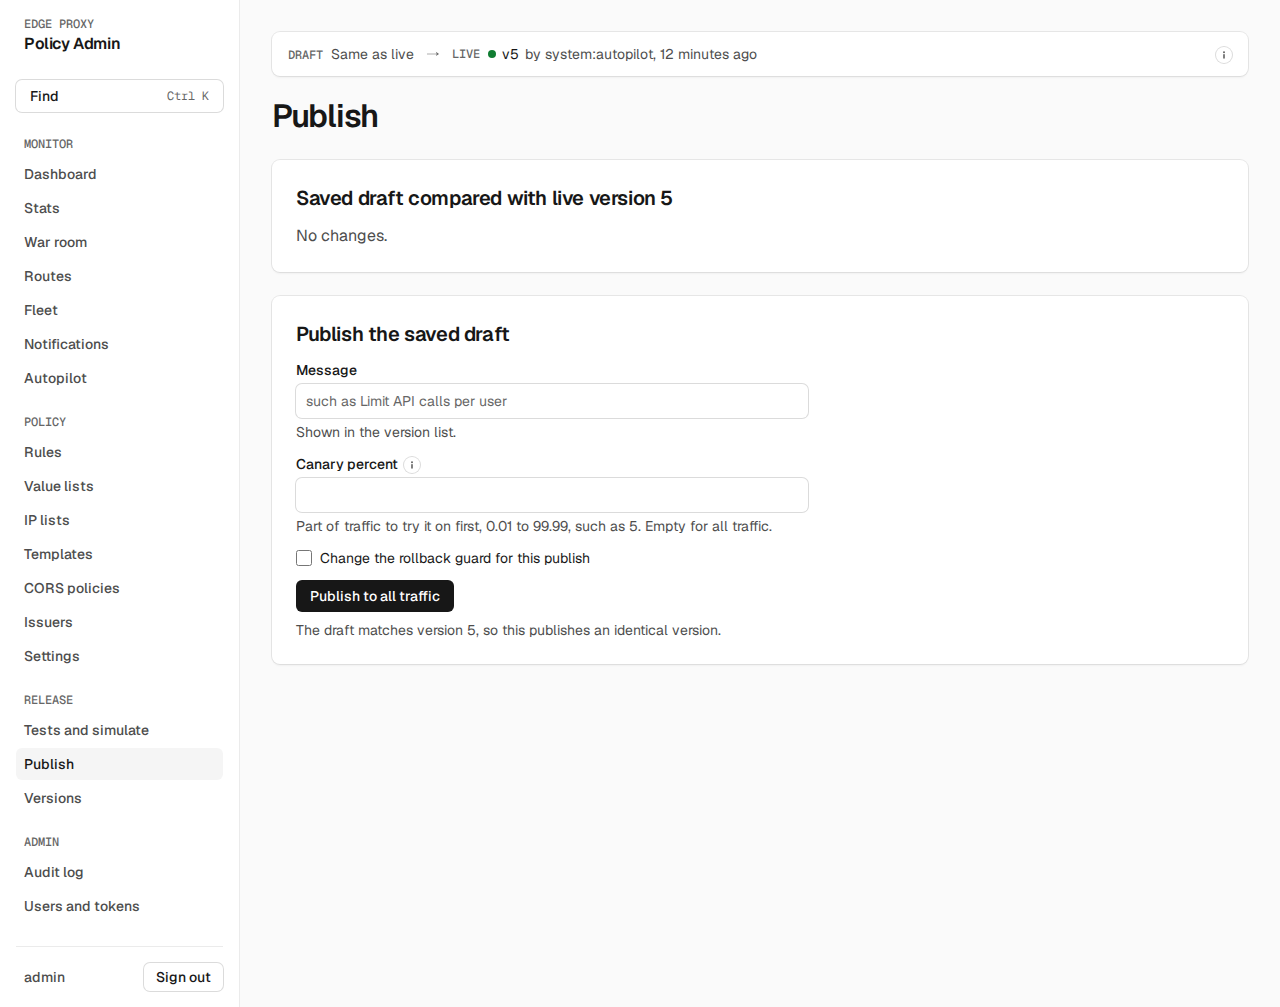 EDGE PROXY
Policy Admin
Find Ctrl K
MONITOR
Dashboard
Stats
War room
Routes
Fleet
Notifications
Autopilot
POLICY
Rules
Value lists
IP lists
Templates
CORS policies
Issuers
Settings
RELEASE
Tests and simulate
Publish
Versions
ADMIN
Audit log
Users and tokens
admin Sign out
DRAFT Same as live → LIVE v5 by system:autopilot, 12 minutes ago
Publish
Saved draft compared with live version 5
No changes.
Publish the saved draft
Message
such as Limit API calls per user
Shown in the version list.
Canary percent
Part of traffic to try it on first, 0.01 to 99.99, such as 5. Empty for all traffic.
Change the rollback guard for this publish
Publish to all traffic
The draft matches version 5, so this publishes an identical version.